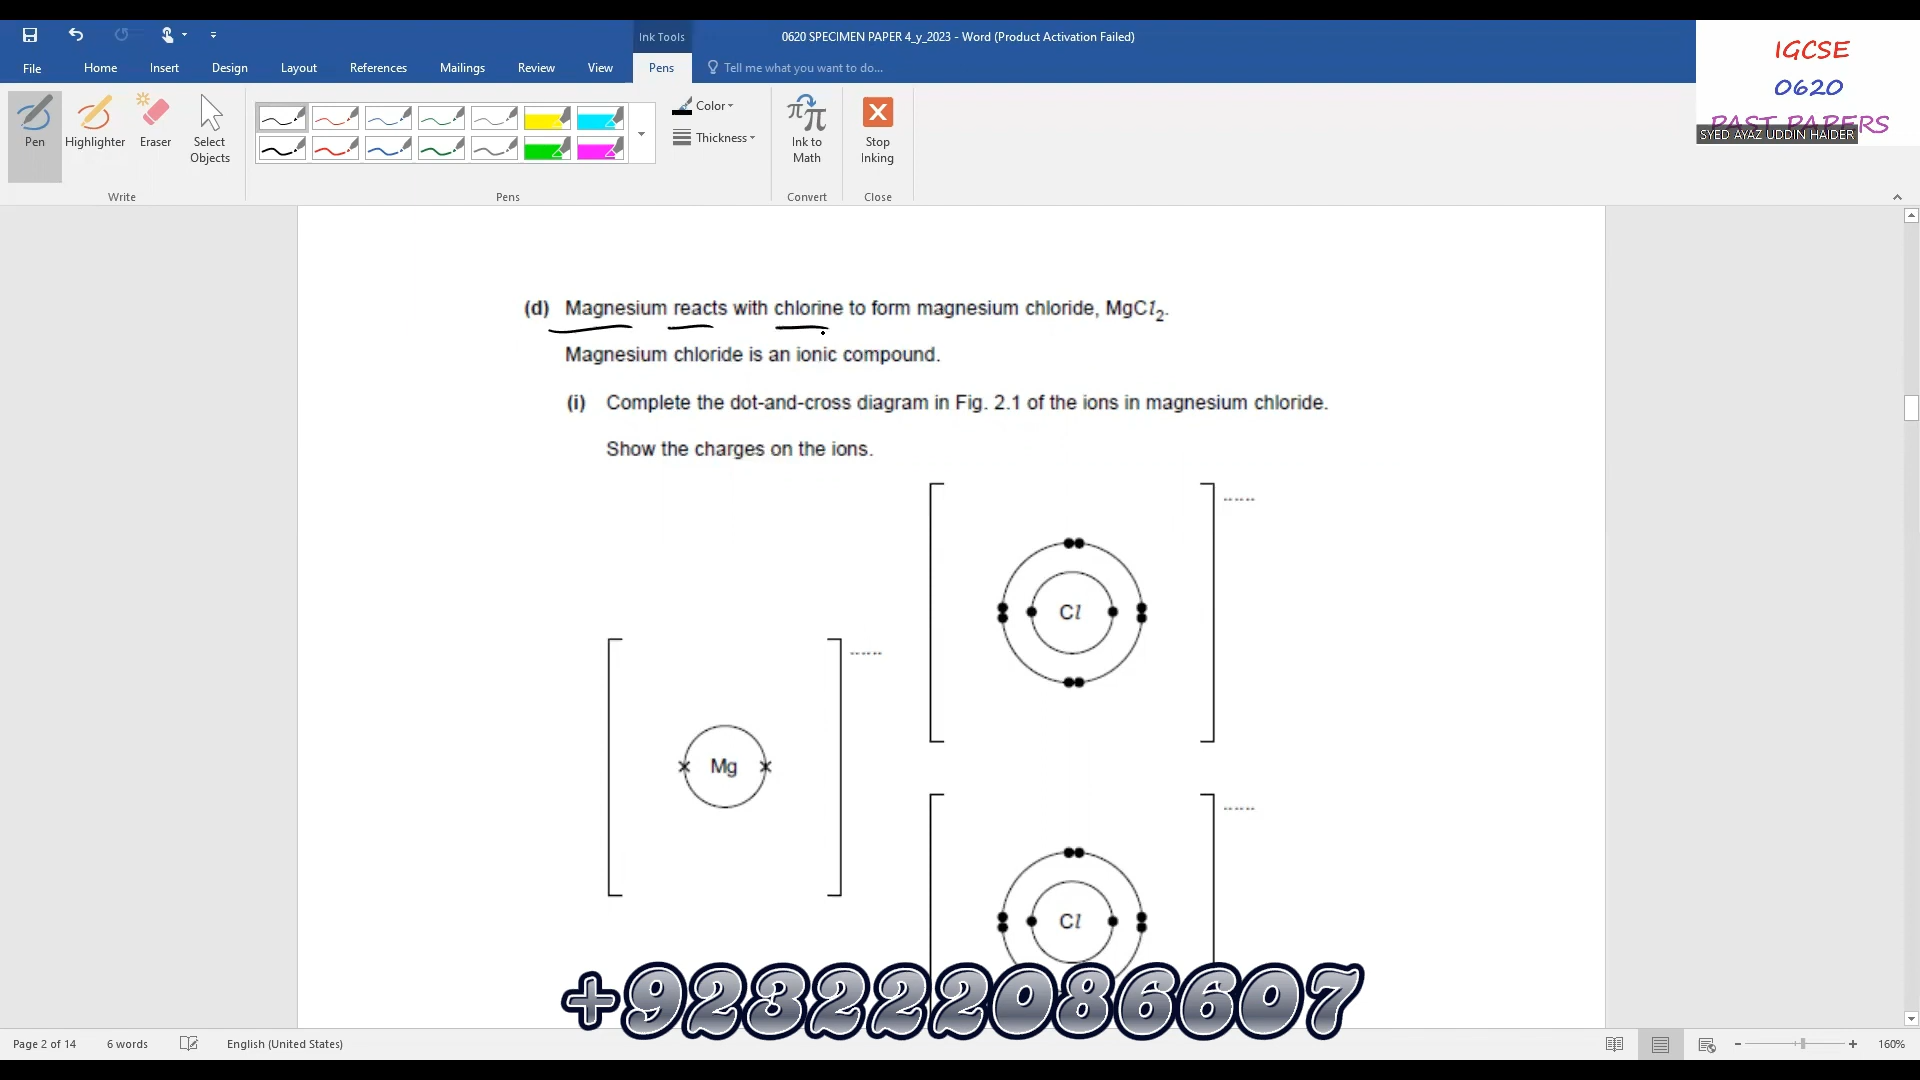 Ink Tools
0620 SPECIMEN PAPER 4_y_2023 - Word (Product Activation Failed)
File Home Insert Design Layout References Mailings Review View Pens Tell me what you want to do...
IGCSE
0620
PAST PAPERS
SYED AYAZ UDDIN HAIDER
Pen Highlighter Eraser Select Objects
Color
Thickness
Ink to Math
Stop Inking
Write Pens Convert Close
(d) Magnesium reacts with chlorine to form magnesium chloride, MgCl₂.
Magnesium chloride is an ionic compound.
(i) Complete the dot-and-cross diagram in Fig. 2.1 of the ions in magnesium chloride.
Show the charges on the ions.
Cl
Mg
Cl
+923222086607
Page 2 of 14 6 words English (United States) 160%